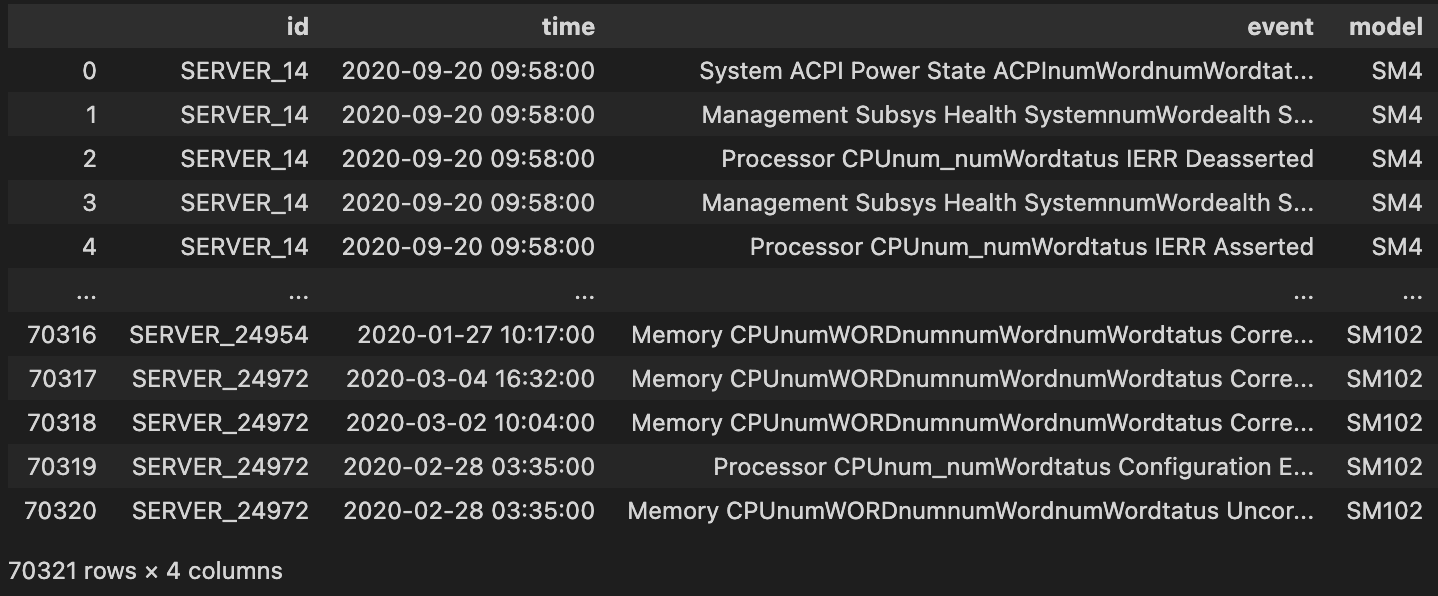 id time event model
0 SERVER_14 2020-09-20 09:58:00 System ACPI Power State ACPInumWordnumWordtat... SM4
1 SERVER_14 2020-09-20 09:58:00 Management Subsys Health SystemnumWordealth S... SM4
2 SERVER_14 2020-09-20 09:58:00 Processor CPUnum_numWordtatus IERR Deasserted SM4
3 SERVER_14 2020-09-20 09:58:00 Management Subsys Health SystemnumWordealth S... SM4
4 SERVER_14 2020-09-20 09:58:00 Processor CPUnum_numWordtatus IERR Asserted SM4
... ... ... ... ...
70316 SERVER_24954 2020-01-27 10:17:00 Memory CPUnumWORDnumnumWordnumWordtatus Corre... SM102
70317 SERVER_24972 2020-03-04 16:32:00 Memory CPUnumWORDnumnumWordnumWordtatus Corre... SM102
70318 SERVER_24972 2020-03-02 10:04:00 Memory CPUnumWORDnumnumWordnumWordtatus Corre... SM102
70319 SERVER_24972 2020-02-28 03:35:00 Processor CPUnum_numWordtatus Configuration E... SM102
70320 SERVER_24972 2020-02-28 03:35:00 Memory CPUnumWORDnumnumWordnumWordtatus Uncor... SM102
70321 rows × 4 columns